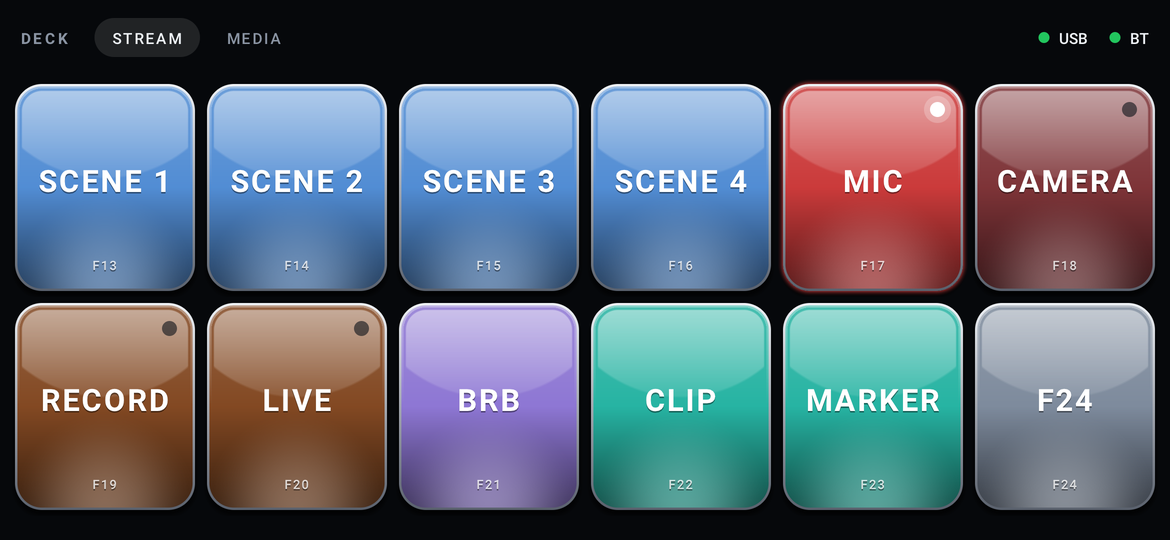 DECK STREAM MEDIA USB BT
SCENE 1 SCENE 2 SCENE 3 SCENE 4 MIC CAMERA
F13 F14 F15 F16 F17 F18
RECORD LIVE BRB CLIP MARKER F24
F19 F20 F21 F22 F23 F24